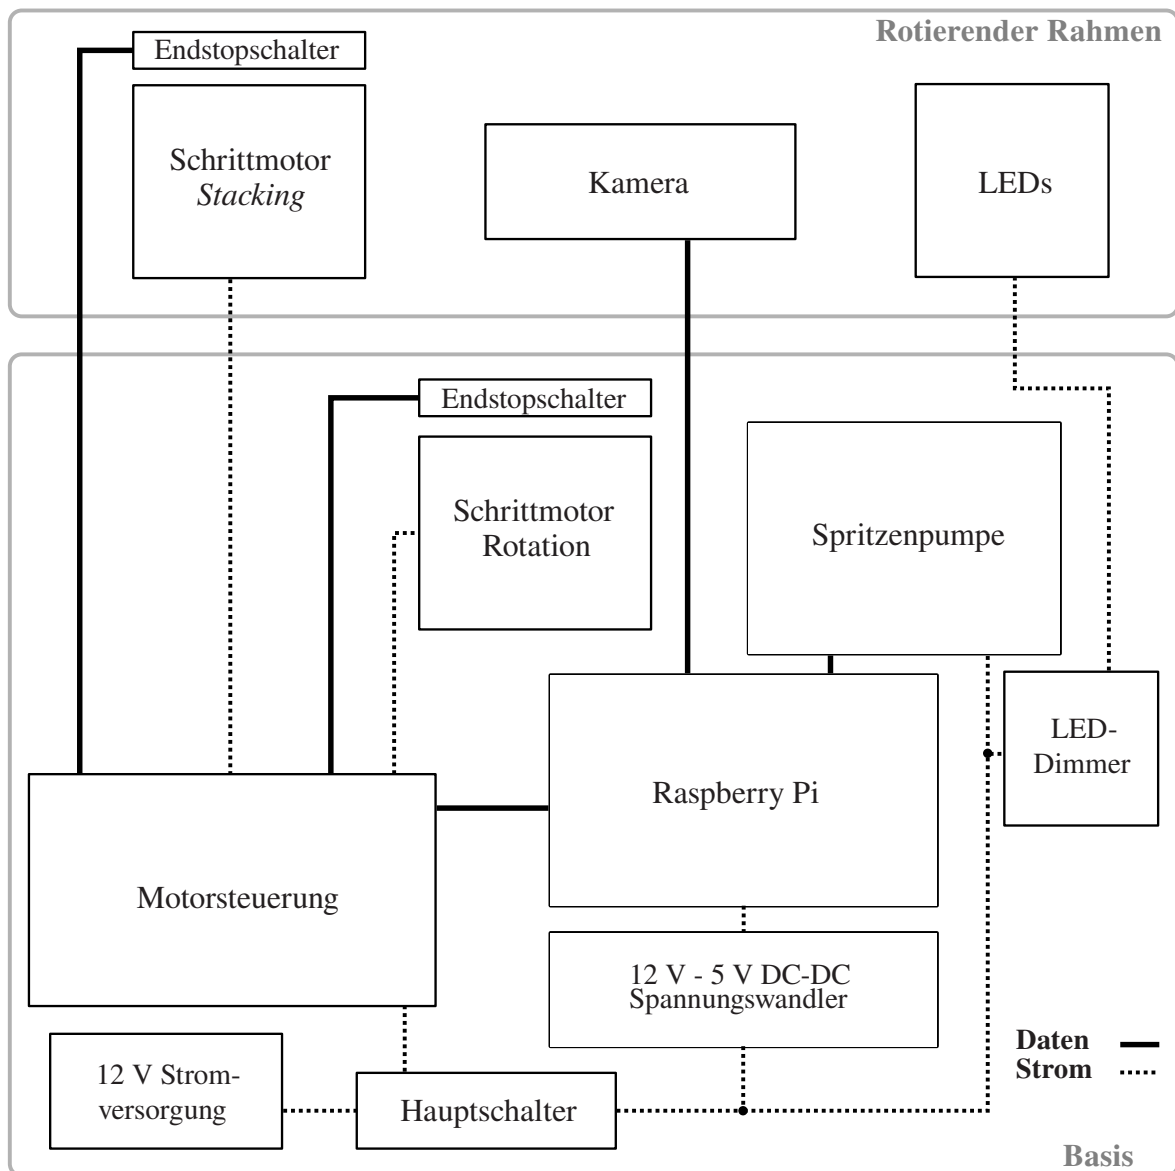 Rotierender Rahmen
Endstopschalter
Schrittmotor
Stacking
Kamera
LEDs
Endstopschalter
Schrittmotor
Rotation
Spritzenpumpe
LED-
Dimmer
Raspberry Pi
Motorsteuerung
12 V - 5 V DC-DC
Spannungswandler
12 V Strom-
versorgung
Hauptschalter
Daten
Strom
Basis